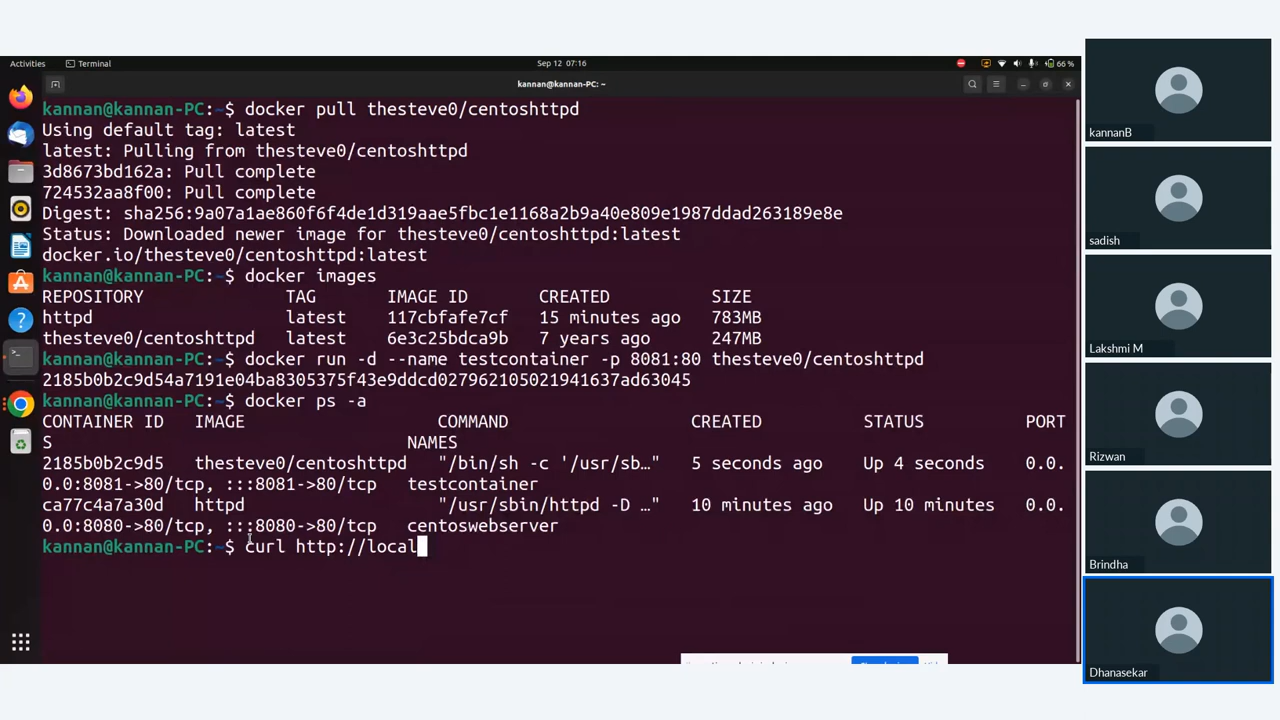 Activities
Terminal
Sep 12 07:16
66 %
kannan@kannan-PC: ~
kannan@kannan-PC:~$ docker pull thesteve0/centoshttpd
Using default tag: latest
latest: Pulling from thesteve0/centoshttpd
3d8673bd162a: Pull complete
724532aa8f00: Pull complete
Digest: sha256:9a07a1ae860f6f4de1d319aae5fbc1e1168a2b9a40e809e1987ddad263189e8e
Status: Downloaded newer image for thesteve0/centoshttpd:latest
docker.io/thesteve0/centoshttpd:latest
kannan@kannan-PC:~$ docker images
REPOSITORY TAG IMAGE ID CREATED SIZE
httpd latest 117cbfafe7cf 15 minutes ago 783MB
thesteve0/centoshttpd latest 6e3c25bdca9b 7 years ago 247MB
kannan@kannan-PC:~$ docker run -d --name testcontainer -p 8081:80 thesteve0/centoshttpd
2185b0b2c9d54a7191e04ba8305375f43e9ddcd027962105021941637ad63045
kannan@kannan-PC:~$ docker ps -a
CONTAINER ID IMAGE COMMAND CREATED STATUS PORT
S NAMES
2185b0b2c9d5 thesteve0/centoshttpd "/bin/sh -c '/usr/sb…" 5 seconds ago Up 4 seconds 0.0.
0.0:8081->80/tcp, :::8081->80/tcp testcontainer
ca77c4a7a30d httpd "/usr/sbin/httpd -D …" 10 minutes ago Up 10 minutes 0.0.
0.0:8080->80/tcp, :::8080->80/tcp centoswebserver
kannan@kannan-PC:~$ curl http://local
kannanB
sadish
Lakshmi M
Rizwan
Brindha
Dhanasekar